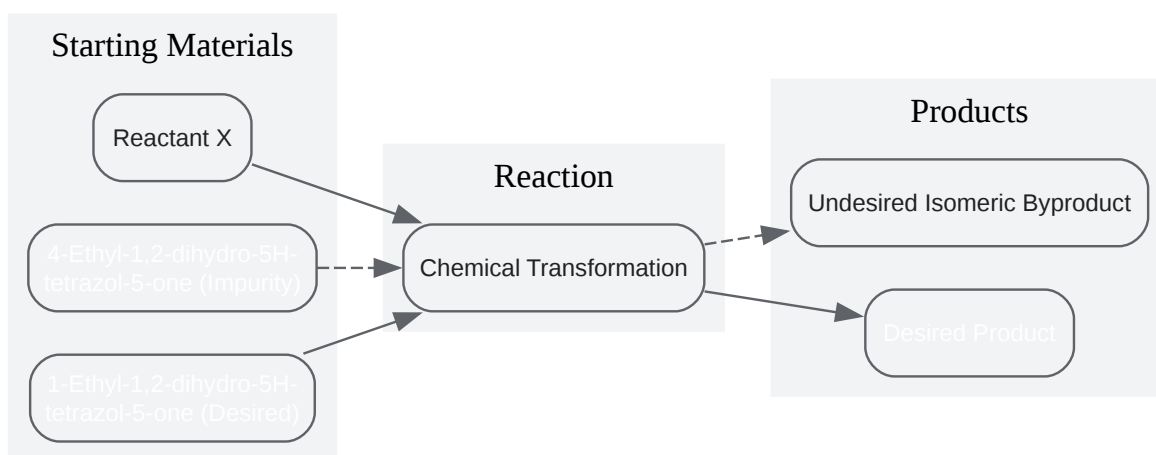 Starting Materials
Reactant X
4-Ethyl-1,2-dihydro-5H-
tetrazol-5-one (Impurity)
1-Ethyl-1,2-dihydro-5H-
tetrazol-5-one (Desired)
Reaction
Chemical Transformation
Products
Undesired Isomeric Byproduct
Desired Product